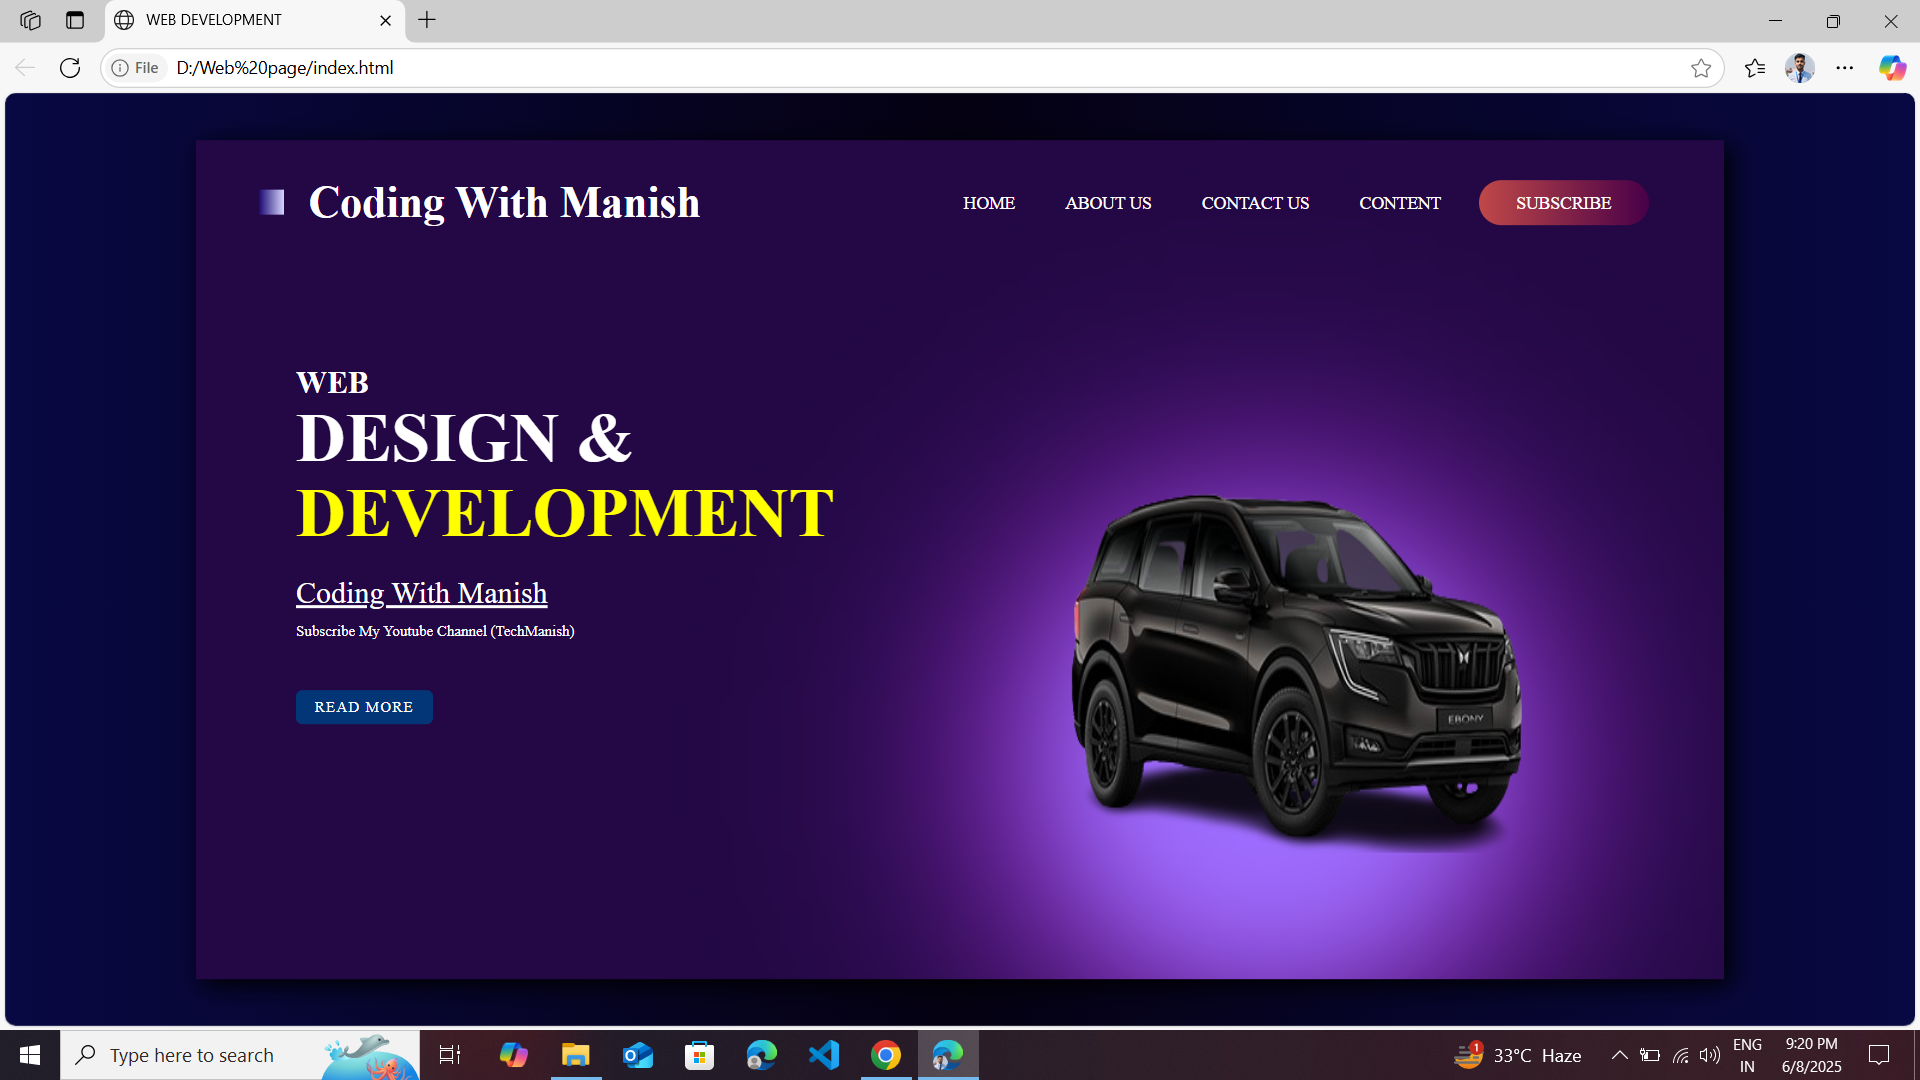 WEB DEVELOPMENT
File D:/Web%20page/index.html
Coding With Manish HOME ABOUT US CONTACT US CONTENT SUBSCRIBE
WEB
DESIGN &
DEVELOPMENT
Coding With Manish
Subscribe My Youtube Channel (TechManish)
READ MORE
EBONY
Type here to search
1
33°C Haze
ENG
IN
9:20 PM
6/8/2025